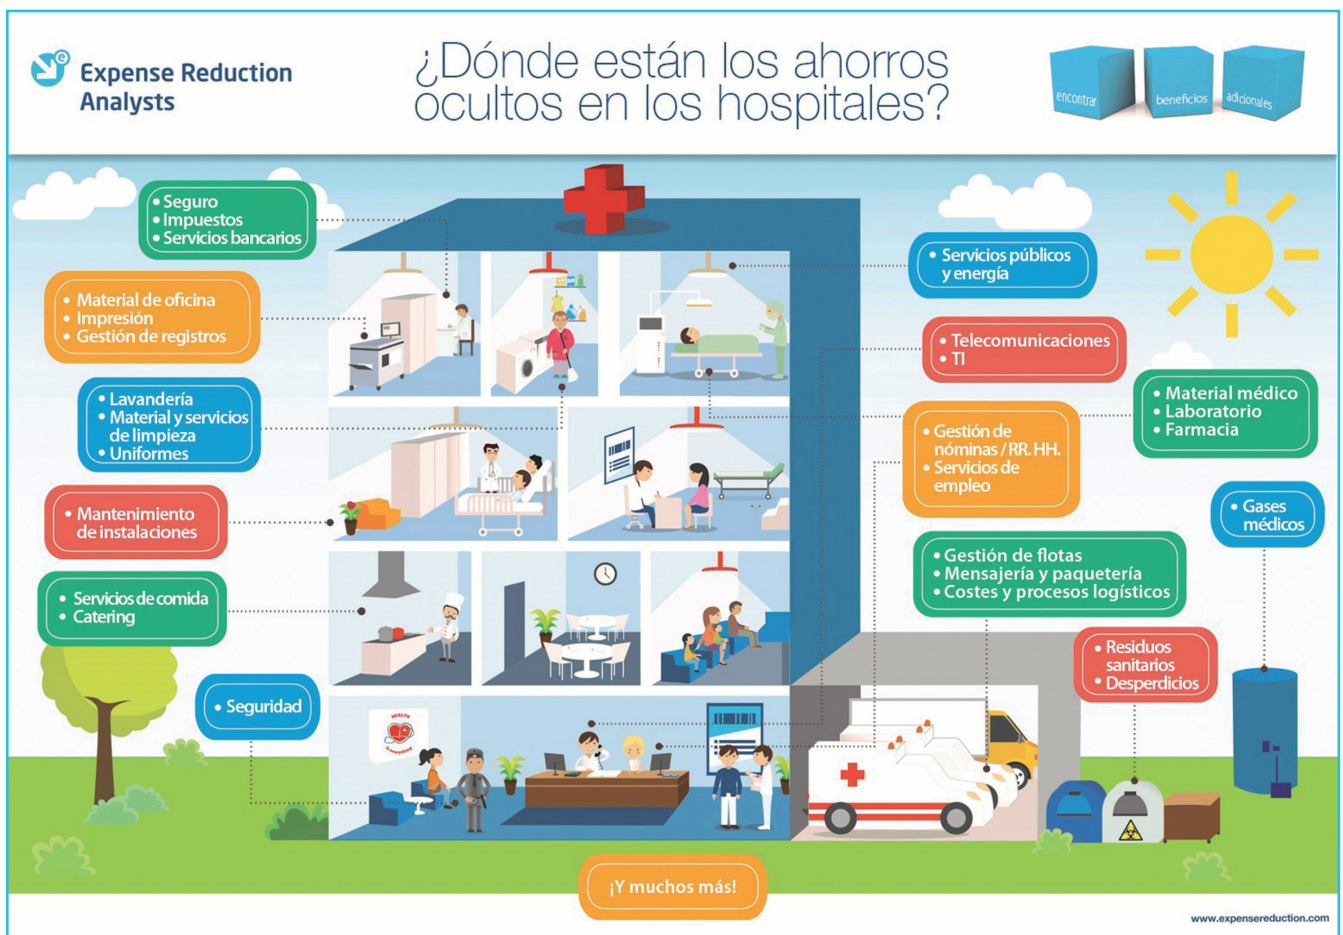 Expense Reduction
Analysts
¿Dónde están los ahorros
ocultos en los hospitales?
encontrar
beneficios
adicionales
• Seguro
• Impuestos
• Servicios bancarios
• Material de oficina
• Impresión
• Gestión de registros
• Lavandería
• Material y servicios
de limpieza
• Uniformes
• Mantenimiento
de instalaciones
• Servicios de comida
• Catering
• Seguridad
• Servicios públicos
y energía
• Telecomunicaciones
• TI
• Material médico
• Laboratorio
• Farmacia
• Gestión de
nóminas / RR. HH.
• Servicios de
empleo
• Gases
médicos
• Gestión de flotas
• Mensajería y paquetería
• Costes y procesos logísticos
• Residuos
sanitarios
• Desperdicios
HEALTH
¡Y muchos más!
www.expensereduction.com